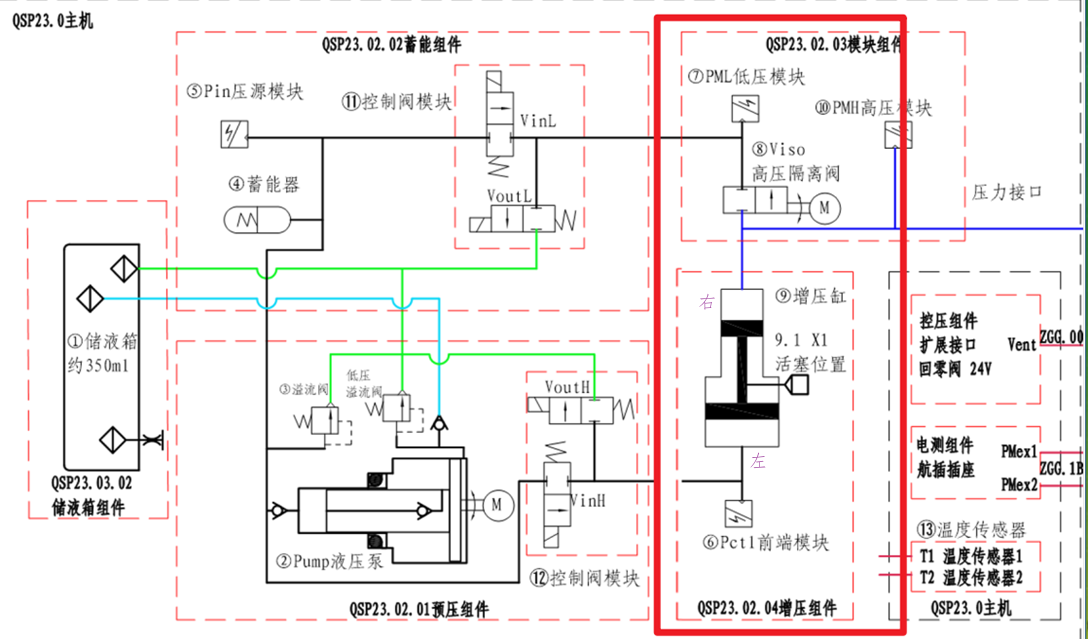 QSP23.0主机
QSP23.02.02蓄能组件
QSP23.02.03模块组件
⑤Pin压源模块
⑪控制阀模块
VinL
⑦PML低压模块
⑩PMH高压模块
⑧Viso
高压隔离阀
M
④蓄能器
VoutL
压力接口
①储液箱
约350ml
右
⑨增压缸
9.1 X1
活塞位置
控压组件
扩展接口
回零阀 24V
Vent
ZGG.00
③溢流阀
低压
溢流阀
VoutH
左
电测组件
航插插座
PMex1
PMex2
ZGG.1B
QSP23.03.02
储液箱组件
M
VinH
②Pump液压泵
⑥Pctl前端模块
⑫控制阀模块
⑬温度传感器
T1 温度传感器1
T2 温度传感器2
QSP23.02.01预压组件
QSP23.02.04增压组件
QSP23.0主机